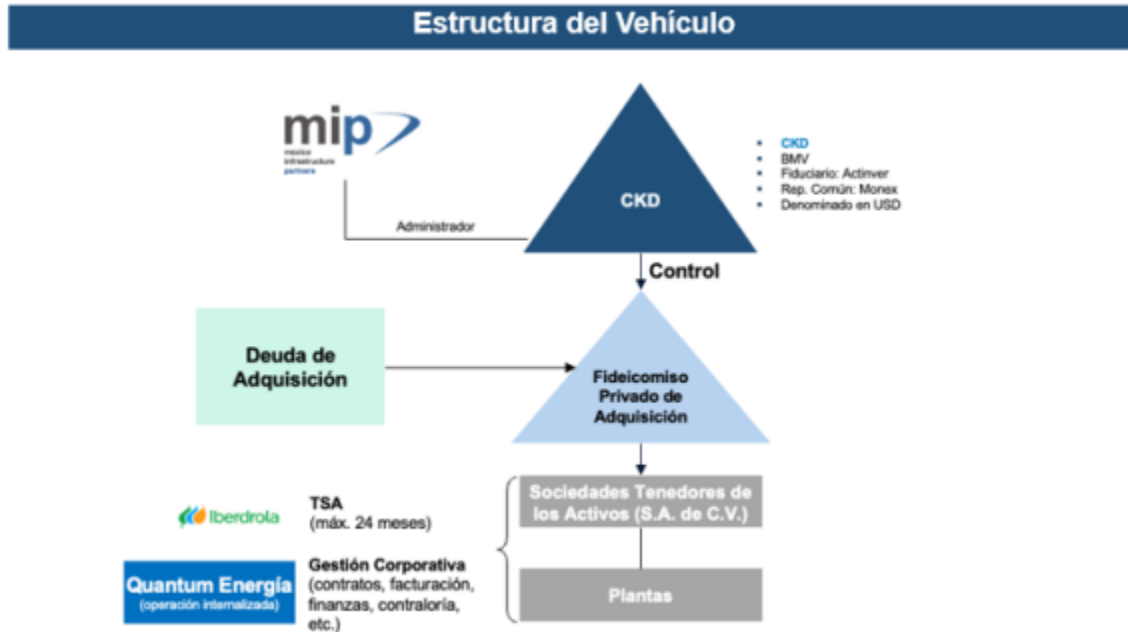 Estructura del Vehículo
mip
mexico
infrastructure
partners
Administrador
CKD
▪ CKD
▪ BMV
▪ Fiduciario: Actinver
▪ Rep. Común: Monex
▪ Denominado en USD
Control
Deuda de
Adquisición
Fideicomiso
Privado de
Adquisición
Sociedades Tenedores de
los Activos (S.A. de C.V.)
Iberdrola
TSA
(máx. 24 meses)
Quantum Energía
(operación internalizada)
Gestión Corporativa
(contratos, facturación,
finanzas, contraloría,
etc.)
Plantas